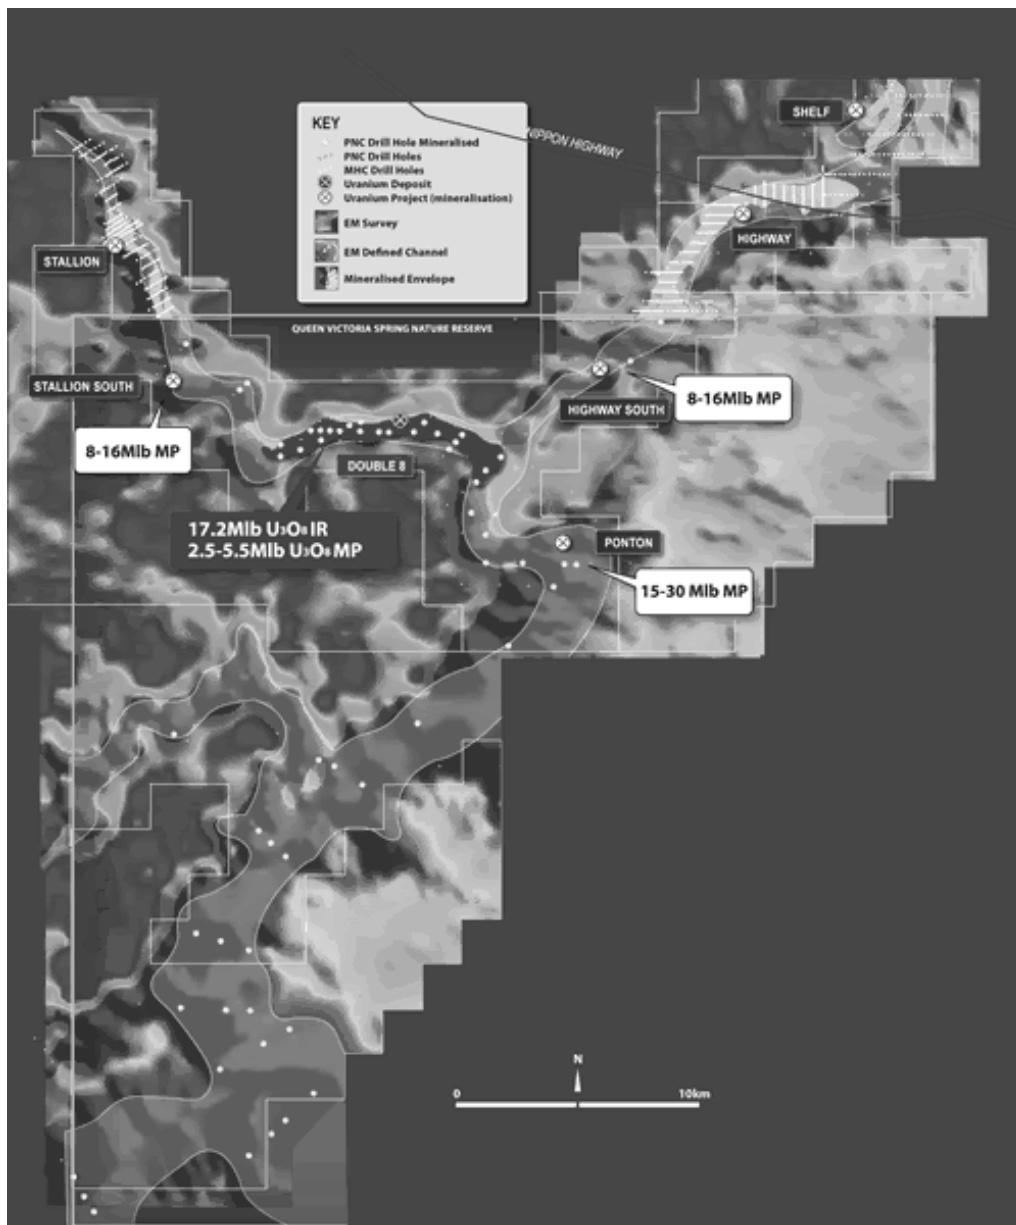 SHELF
KEY
NIPPON HIGHWAY
PNC Drill Hole Mineralised
PNC Drill Holes
MHC Drill Holes
Uranium Deposit
Uranium Project (mineralisation)
EM Survey
EM Defined Channel
Mineralised Envelope
HIGHWAY
STALLION
QUEEN VICTORIA SPRING NATURE RESERVE
STALLION SOUTH
HIGHWAY SOUTH
8-16Mlb MP
8-16Mlb MP
DOUBLE 8
17.2Mlb U₃O₈ IR
2.5-5.5Mlb U₃O₈ MP
PONTON
15-30 Mlb MP
N
0 10km